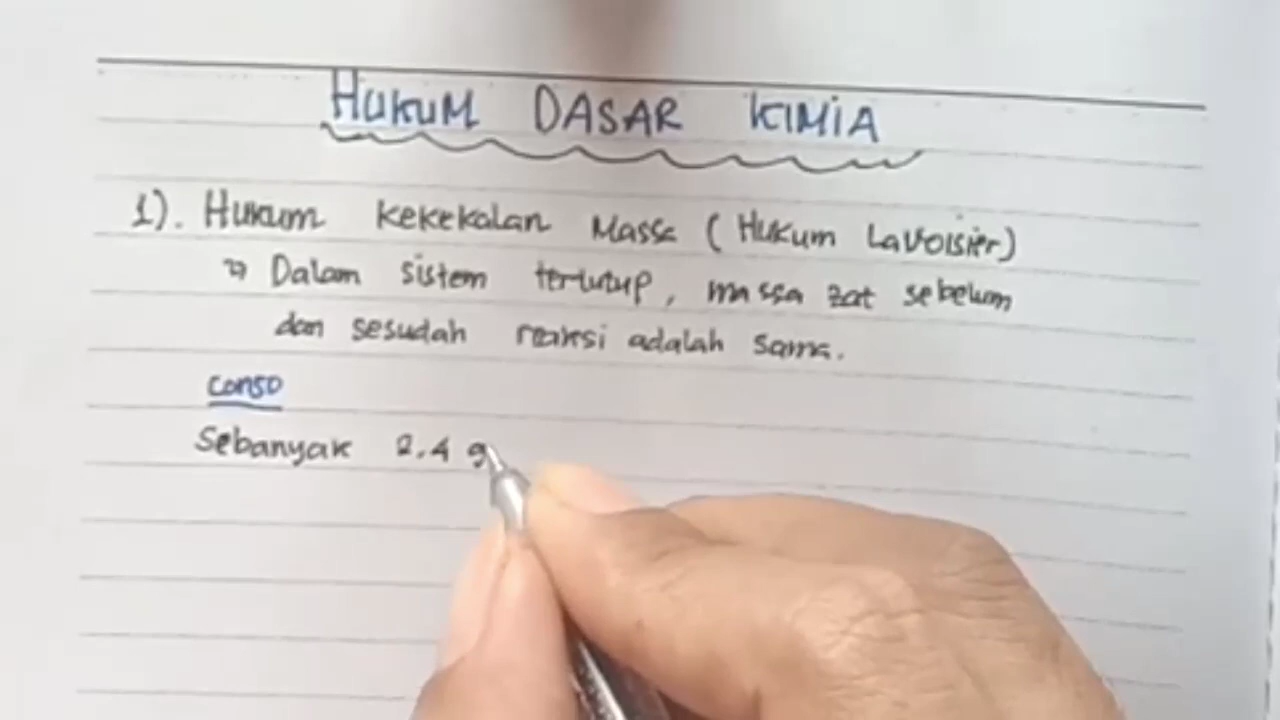 HUKUM DASAR KIMIA
1). Hukum Kekekalan Massa (Hukum Lavoisier)
⇒ Dalam sistem tertutup, massa zat sebelum
dan sesudah reaksi adalah sama.
conso
Sebanyak 2.4 g